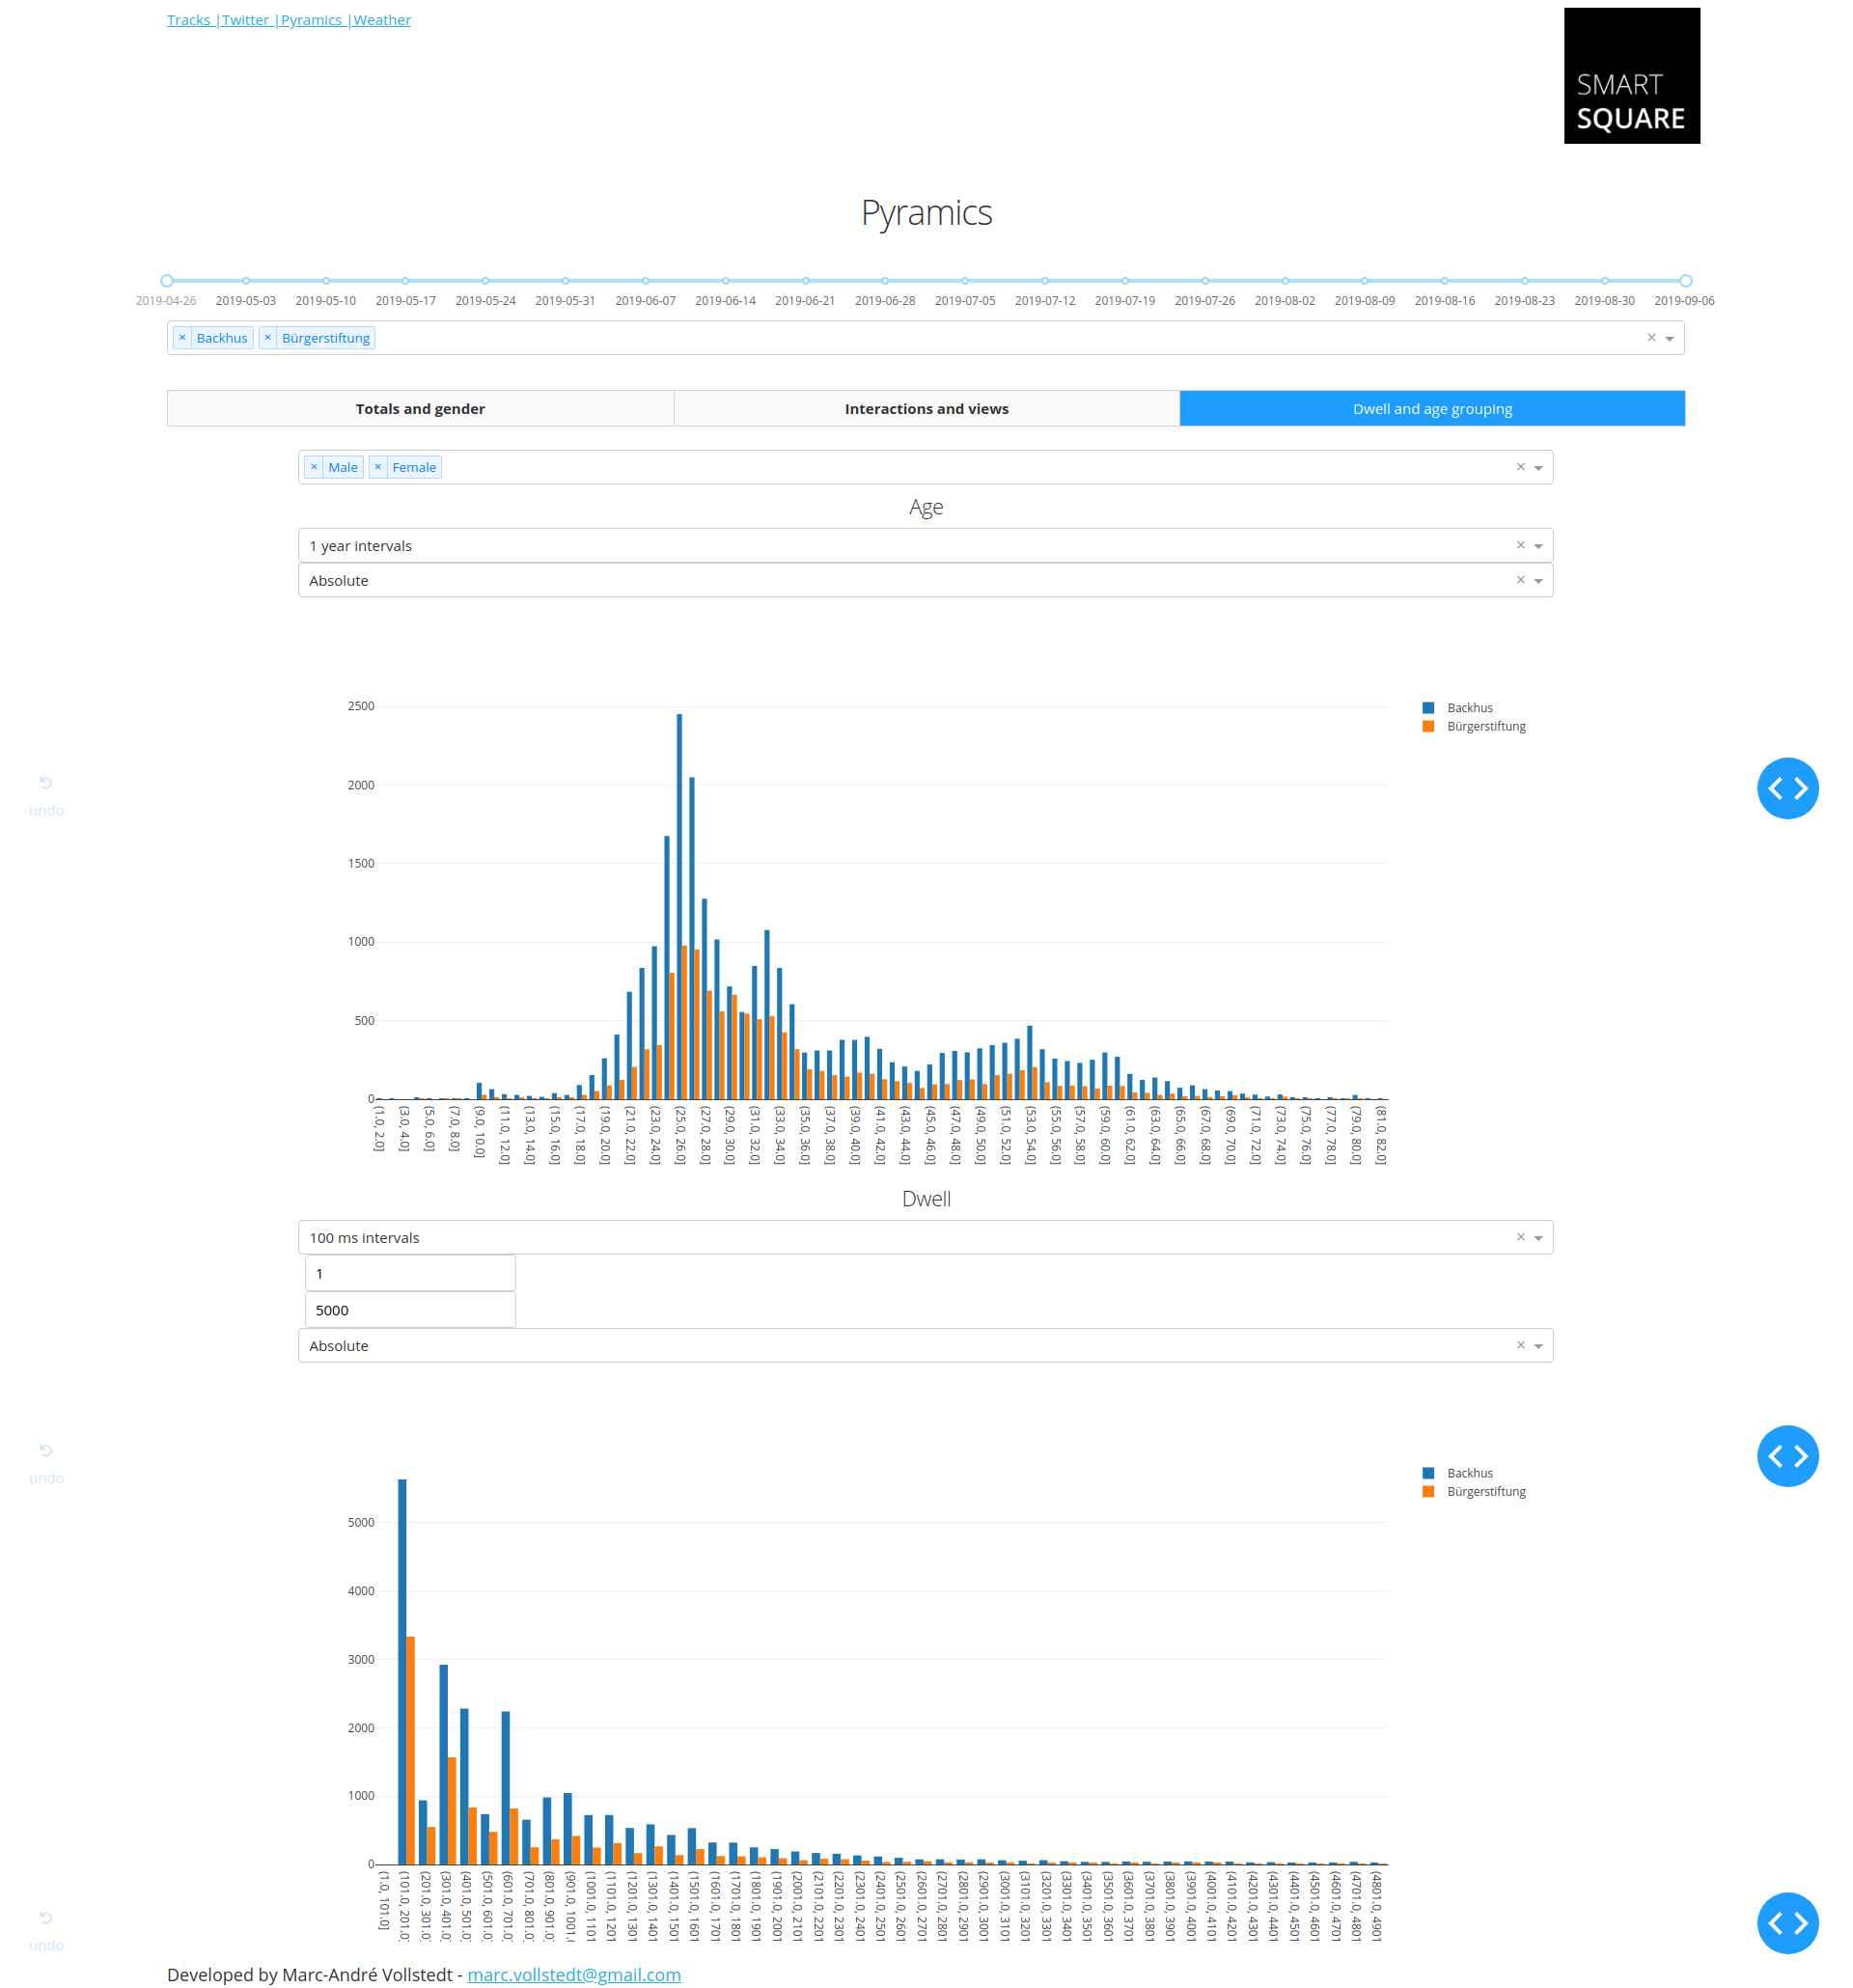 Tracks |Twitter |Pyramics |Weather
SMART
SQUARE
Pyramics
2019-04-26 2019-05-03 2019-05-10 2019-05-17 2019-05-24 2019-05-31 2019-06-07 2019-06-14 2019-06-21 2019-06-28 2019-07-05 2019-07-12 2019-07-19 2019-07-26 2019-08-02 2019-08-09 2019-08-16 2019-08-23 2019-08-30 2019-09-06
× Backhus × Bürgerstiftung ×
Totals and gender Interactions and views Dwell and age grouping
× Male × Female ×
Age
1 year intervals ×
Absolute ×
2500
2000
1500
1000
500
0
Backhus
Bürgerstiftung
undo
(1.0, 2.0] (3.0, 4.0] (5.0, 6.0] (7.0, 8.0] (9.0, 10.0] (11.0, 12.0] (13.0, 14.0] (15.0, 16.0] (17.0, 18.0] (19.0, 20.0] (21.0, 22.0] (23.0, 24.0] (25.0, 26.0] (27.0, 28.0] (29.0, 30.0] (31.0, 32.0] (33.0, 34.0] (35.0, 36.0] (37.0, 38.0] (39.0, 40.0] (41.0, 42.0] (43.0, 44.0] (45.0, 46.0] (47.0, 48.0] (49.0, 50.0] (51.0, 52.0] (53.0, 54.0] (55.0, 56.0] (57.0, 58.0] (59.0, 60.0] (61.0, 62.0] (63.0, 64.0] (65.0, 66.0] (67.0, 68.0] (69.0, 70.0] (71.0, 72.0] (73.0, 74.0] (75.0, 76.0] (77.0, 78.0] (79.0, 80.0] (81.0, 82.0]
Dwell
100 ms intervals ×
1
5000
Absolute ×
5000
4000
3000
2000
1000
0
Backhus
Bürgerstiftung
undo
(1.0, 101.0] (101.0, 201.0] (201.0, 301.0] (301.0, 401.0] (401.0, 501.0] (501.0, 601.0] (601.0, 701.0] (701.0, 801.0] (801.0, 901.0] (901.0, 1001.( (1001.0, 1101 (1101.0, 1201 (1201.0, 1301 (1301.0, 1401 (1401.0, 1501 (1501.0, 1601 (1601.0, 1701 (1701.0, 1801 (1801.0, 1901 (1901.0, 2001 (2001.0, 2101 (2101.0, 2201 (2201.0, 2301 (2301.0, 2401 (2401.0, 2501 (2501.0, 2601 (2601.0, 2701 (2701.0, 2801 (2801.0, 2901 (2901.0, 3001 (3001.0, 3101 (3101.0, 3201 (3201.0, 3301 (3301.0, 3401 (3401.0, 3501 (3501.0, 3601 (3601.0, 3701 (3701.0, 3801 (3801.0, 3901 (3901.0, 4001 (4001.0, 4101 (4101.0, 4201 (4201.0, 4301 (4301.0, 4401 (4401.0, 4501 (4501.0, 4601 (4601.0, 4701 (4701.0, 4801 (4801.0, 4901
undo
Developed by Marc-André Vollstedt - marc.vollstedt@gmail.com